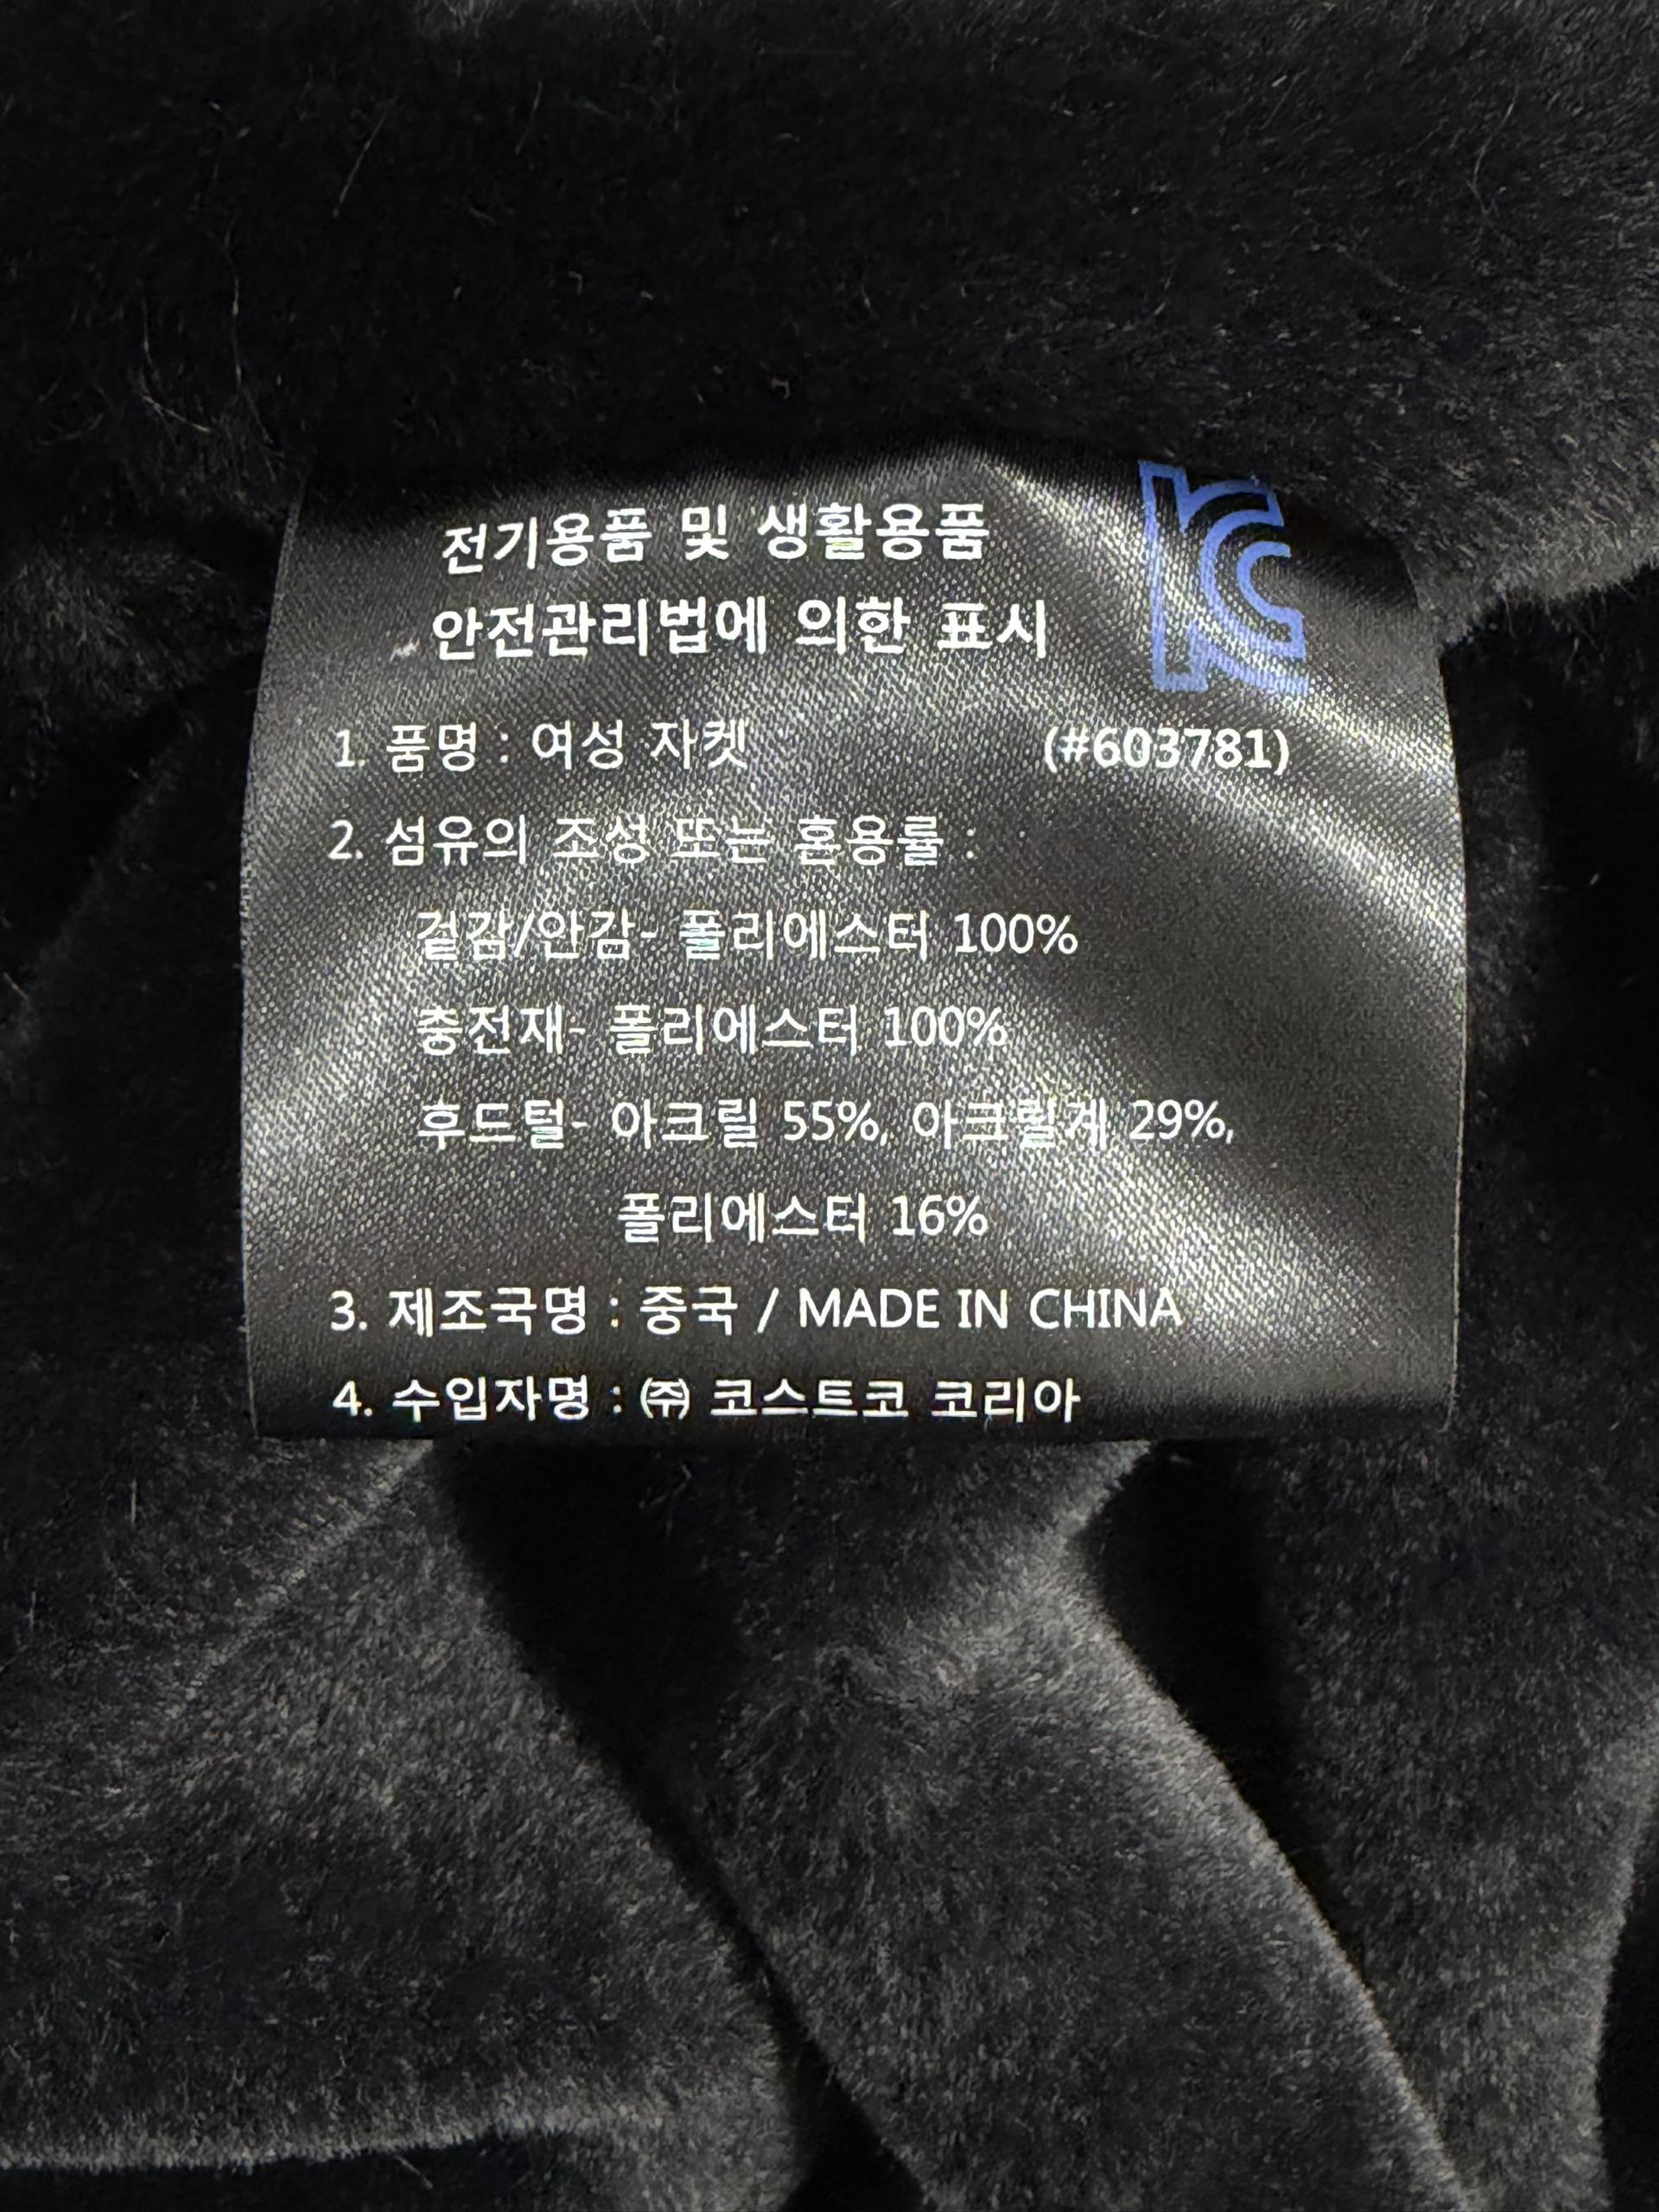 전기용품 및 생활용품
안전관리법에 의한 표시
KC
1. 품명 : 여성 자켓 (#603781)
2. 섬유의 조성 또는 혼용률 :
겉감/안감- 폴리에스터 100%
충전재- 폴리에스터 100%
후드털- 아크릴 55%, 아크릴계 29%,
폴리에스터 16%
3. 제조국명 : 중국 / MADE IN CHINA
4. 수입자명 : ㈜ 코스트코 코리아